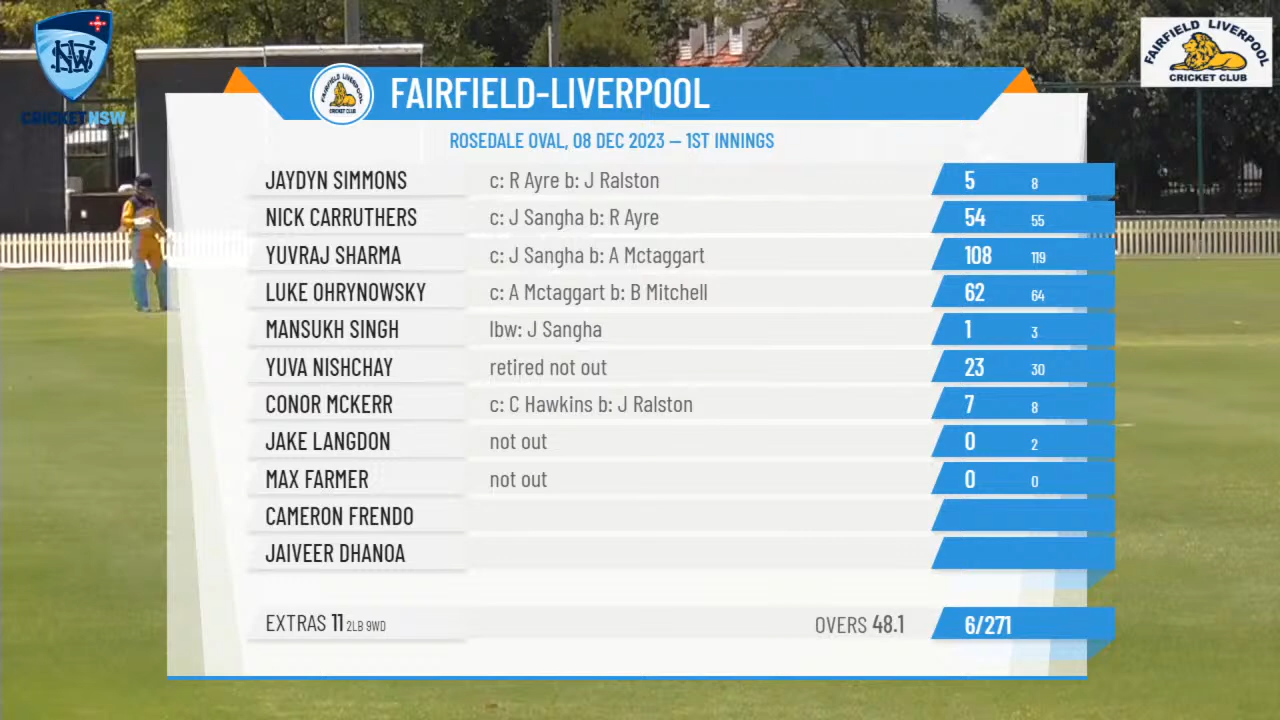 CRICKET NSW
FAIRFIELD LIVERPOOL
CRICKET CLUB
FAIRFIELD LIVERPOOL
CRICKET CLUB
FAIRFIELD-LIVERPOOL
ROSEDALE OVAL, 08 DEC 2023 – 1ST INNINGS
JAYDYN SIMMONS c: R Ayre b: J Ralston 5 8
NICK CARRUTHERS c: J Sangha b: R Ayre 54 55
YUVRAJ SHARMA c: J Sangha b: A Mctaggart 108 119
LUKE OHRYNOWSKY c: A Mctaggart b: B Mitchell 62 64
MANSUKH SINGH lbw: J Sangha 1 3
YUVA NISHCHAY retired not out 23 30
CONOR MCKERR c: C Hawkins b: J Ralston 7 8
JAKE LANGDON not out 0 2
MAX FARMER not out 0 0
CAMERON FRENDO
JAIVEER DHANOA
EXTRAS 11 2LB 9WD OVERS 48.1 6/271